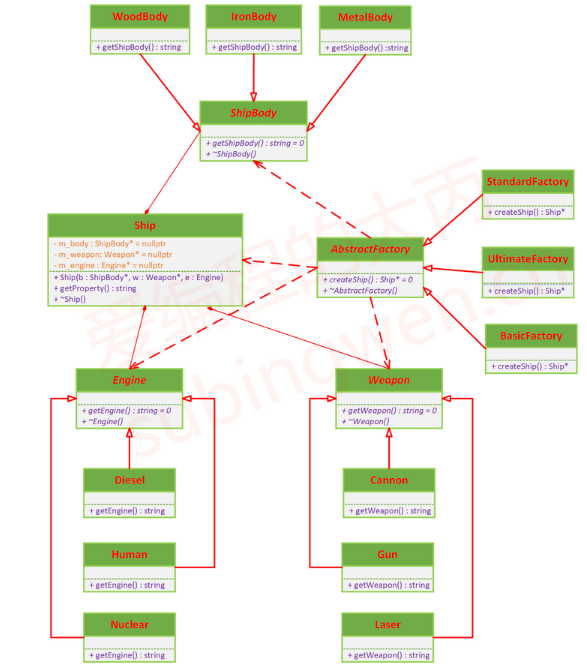 WoodBody
+ getShipBody() : string
IronBody
+ getShipBody() : string
MetalBody
+ getShipBody() :string
ShipBody
+ getShipBody() : string = 0
+ ~ShipBody()
Ship
- m_body : ShipBody* = nullptr
- m_weapon: Weapon* = nullptr
- m_engine : Engine* = nullptr
+ Ship(b : ShipBody*, w : Weapon*, e : Engine)
+ getProperty() : string
+ ~Ship()
AbstractFactory
+ createShip() : Ship* = 0
+ ~AbstractFactory()
StandardFactory
+ createShip() : Ship*
UltimateFactory
+ createShip() : Ship*
BasicFactory
+ createShip() : Ship*
Engine
+ getEngine() : string = 0
+ ~Engine()
Weapon
+ getWeapon() : string = 0
+ ~Weapon()
Diesel
+ getEngine() : string
Cannon
+ getWeapon() : string
Human
+ getEngine() : string
Gun
+ getWeapon() : string
Nuclear
+ getEngine() : string
Laser
+ getWeapon() : string
爱编程的大丙
subinowen.